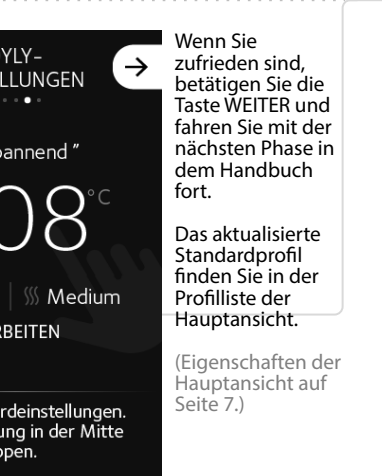 YLY-
LLUNGEN
annend"
08°C
Medium
RBEITEN
rdeinstellungen.
ung in der Mitte
pen.
Wenn Sie
zufrieden sind,
betätigen Sie die
Taste WEITER und
fahren Sie mit der
nächsten Phase in
dem Handbuch
fort.
Das aktualisierte
Standardprofil
finden Sie in der
Profilliste der
Hauptansicht.
(Eigenschaften der
Hauptansicht auf
Seite 7.)